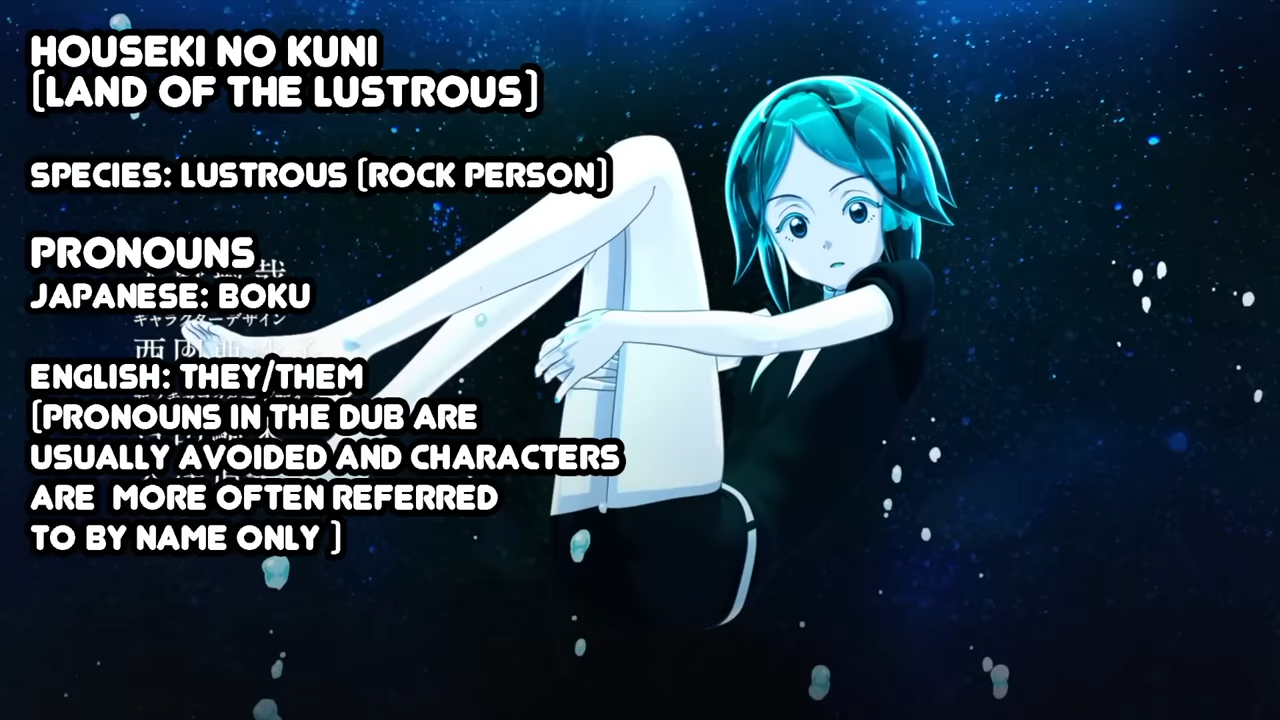 HOUSEKI NO KUNI
(LAND OF THE LUSTROUS)
SPECIES: LUSTROUS (ROCK PERSON)
PRONOUNS
JAPANESE: BOKU
キャラクターデザイン
ENGLISH: THEY/THEM
(PRONOUNS IN THE DUB ARE
USUALLY AVOIDED AND CHARACTERS
ARE MORE OFTEN REFERRED
TO BY NAME ONLY )